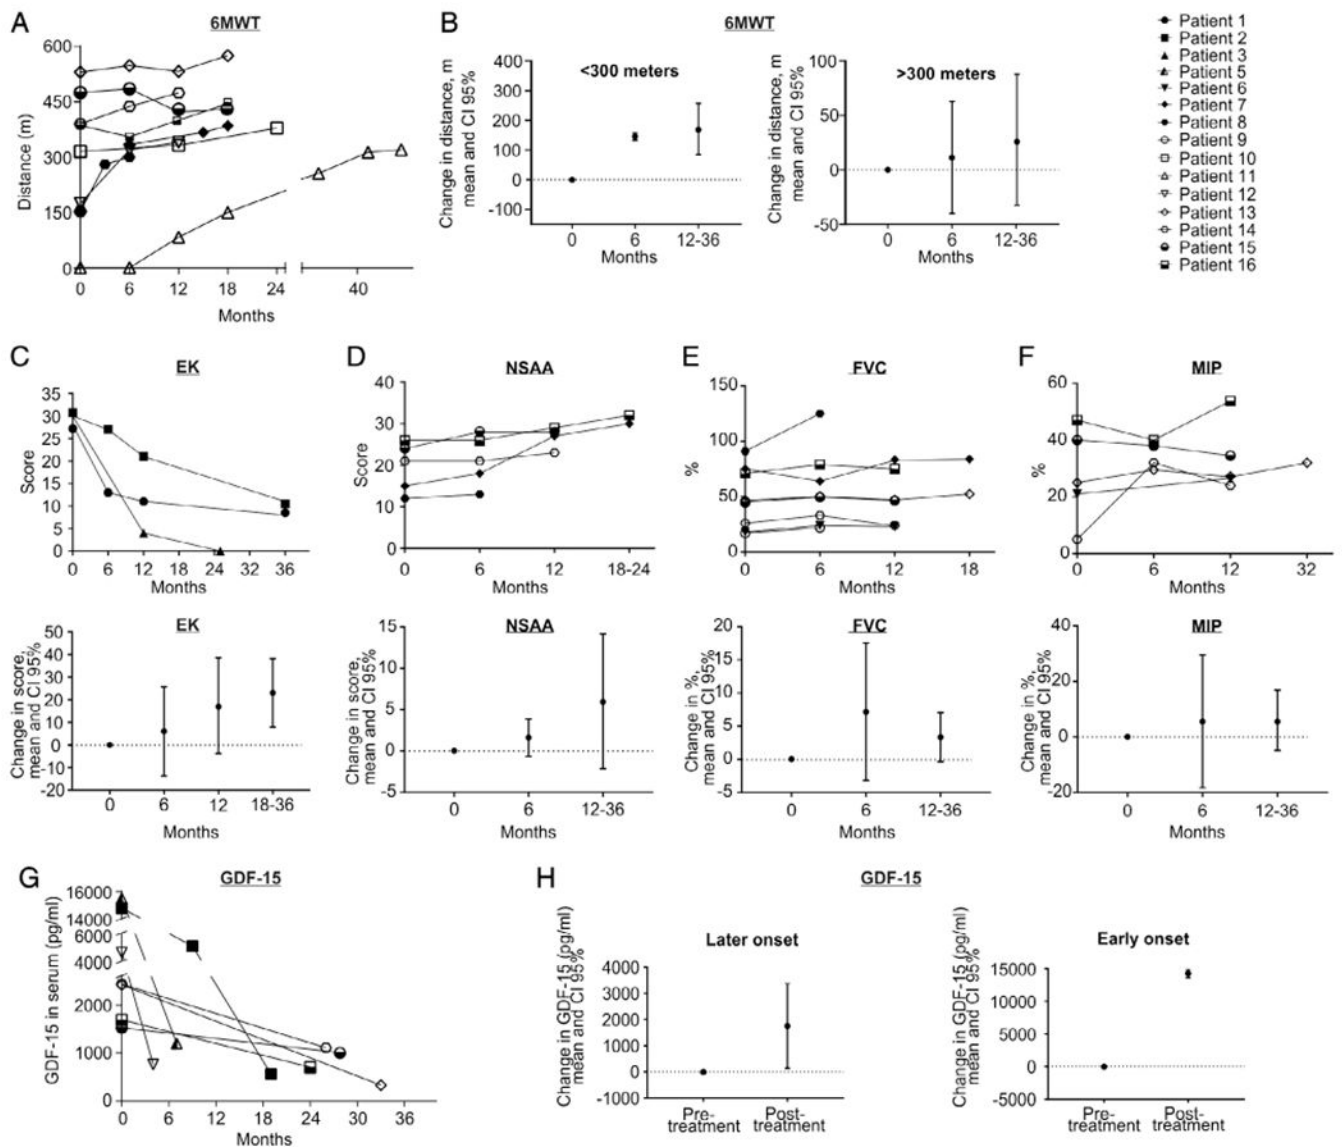 A
6MWT
600
450
300
150
0
Distance (m)
0 6 12 18 24 40
Months
B
6MWT
<300 meters
400
300
200
100
0
-100
Change in distance, m
mean and CI 95%
0 6 12-36
Months
>300 meters
100
50
0
-50
Change in distance, m
mean and CI 95%
0 6 12-36
Months
Patient 1
Patient 2
Patient 3
Patient 5
Patient 6
Patient 7
Patient 8
Patient 9
Patient 10
Patient 11
Patient 12
Patient 13
Patient 14
Patient 15
Patient 16
C
EK
35
30
25
20
15
10
5
0
Score
0 6 12 18 24 30 36
Months
D
NSAA
40
30
20
10
0
Score
0 6 12 18-24
Months
E
FVC
150
100
50
0
%
0 6 12 18
Months
F
MIP
60
40
20
0
%
0 6 12 32
Months
EK
50
40
30
20
10
0
-10
-20
Change in score,
mean and CI 95%
0 6 12 18-36
Months
NSAA
15
10
5
0
-5
Change in score,
mean and CI 95%
0 6 12-36
Months
FVC
20
15
10
5
0
-5
Change in %,
mean and CI 95%
0 6 12-36
Months
MIP
40
20
0
-20
Change in %,
mean and CI 95%
0 6 12-36
Months
G
GDF-15
16000
14000
6000
4000
2000
1000
0
GDF-15 in serum (pg/ml)
0 6 12 18 24 30 36
Months
H
GDF-15
Later onset
4000
3000
2000
1000
0
-1000
Change in GDF-15 (pg/ml)
mean and CI 95%
Pre-
treatment
Post-
treatment
Early onset
15000
10000
5000
0
-5000
Change in GDF-15 (pg/ml)
mean and CI 95%
Pre-
treatment
Post-
treatment